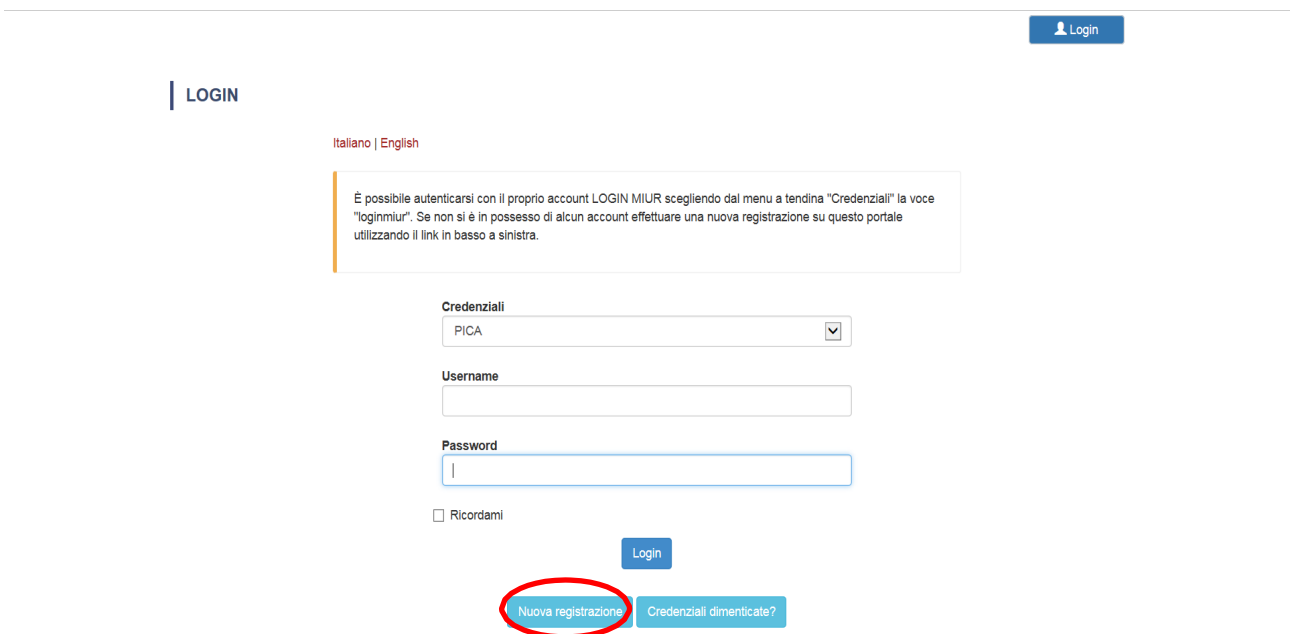 Login
LOGIN
Italiano | English
È possibile autenticarsi con il proprio account LOGIN MIUR scegliendo dal menu a tendina "Credenziali" la voce
"loginmiur". Se non si è in possesso di alcun account effettuare una nuova registrazione su questo portale
utilizzando il link in basso a sinistra.
Credenziali
PICA
Username
Password
Ricordami
Login
Nuova registrazione Credenziali dimenticate?